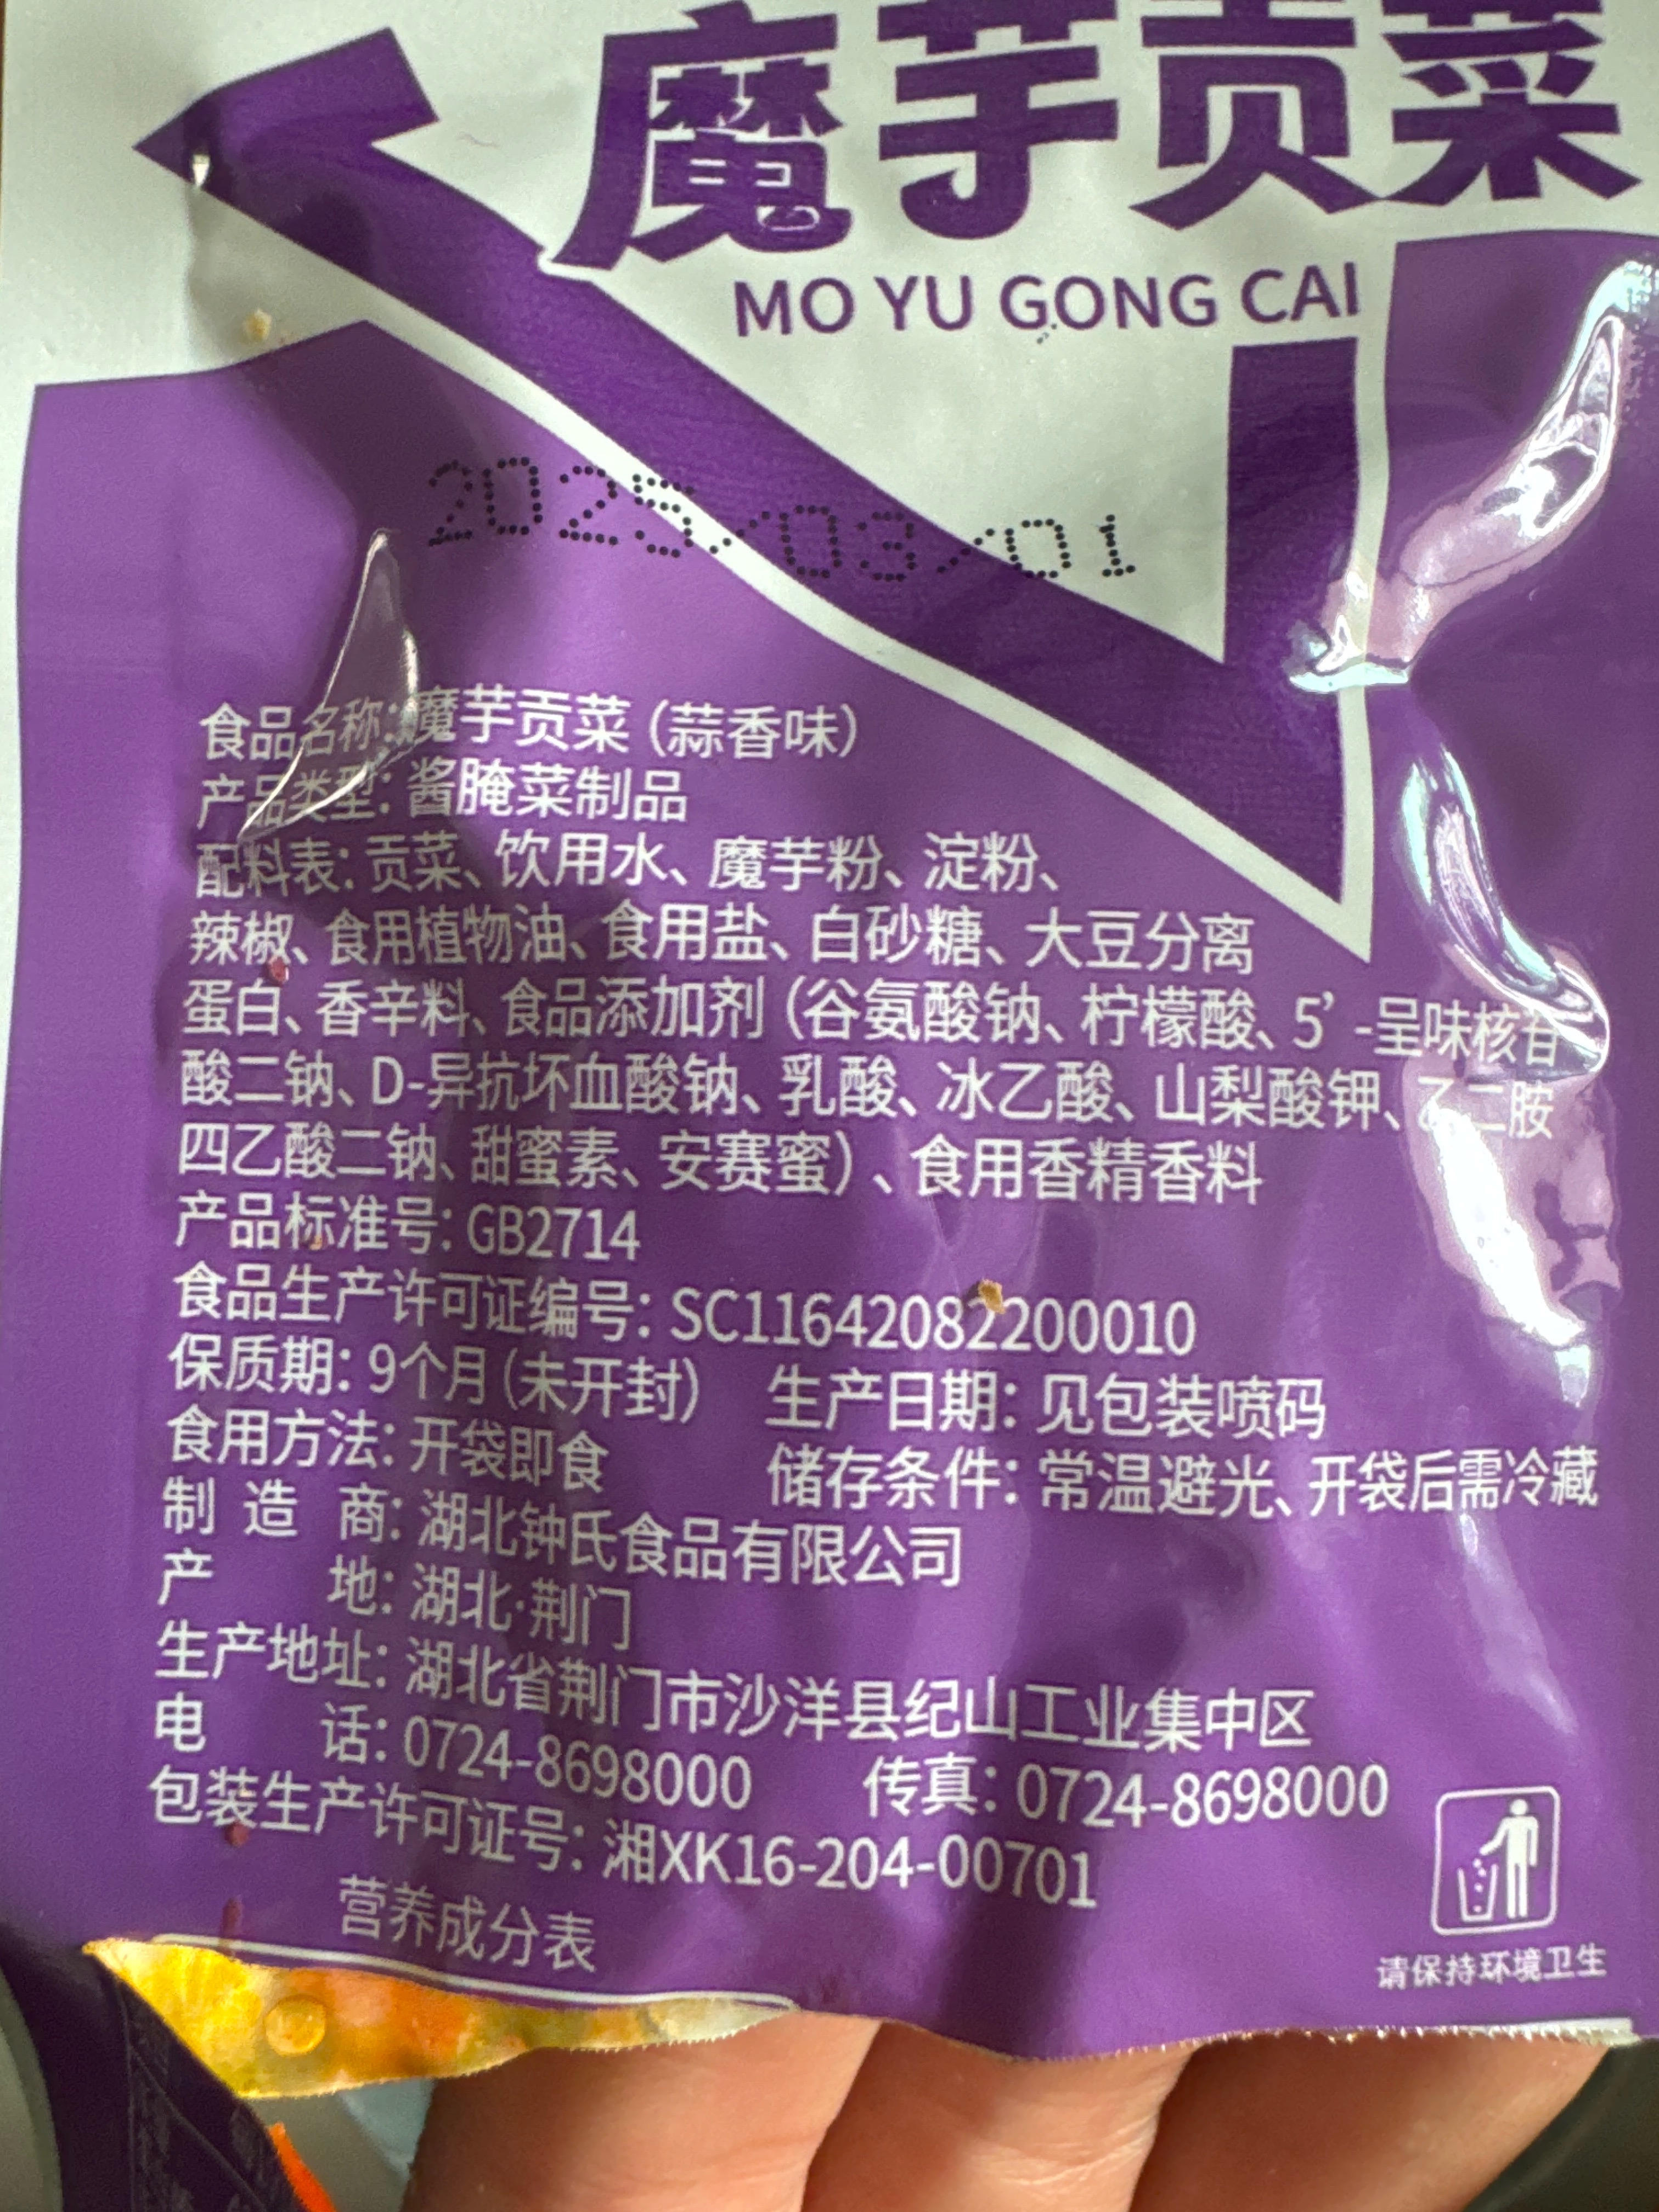 魔芋贡菜
MO YU GONG CAI
2025/03/01
食品名称:魔芋贡菜（蒜香味）
产品类型:酱腌菜制品
配料表:贡菜、饮用水、魔芋粉、淀粉、
辣椒、食用植物油、食用盐、白砂糖、大豆分离
蛋白、香辛料、食品添加剂（谷氨酸钠、柠檬酸、5’-呈味核苷
酸二钠、D-异抗坏血酸钠、乳酸、冰乙酸、山梨酸钾、乙二胺
四乙酸二钠、甜蜜素、安赛蜜）、食用香精香料
产品标准号:GB2714
食品生产许可证编号:SC11642082200010
保质期:9个月（未开封） 生产日期:见包装喷码
食用方法:开袋即食 储存条件:常温避光、开袋后需冷藏
制 造 商:湖北钟氏食品有限公司
产 地:湖北·荆门
生产地址:湖北省荆门市沙洋县纪山工业集中区
电 话:0724-8698000 传真:0724-8698000
包装生产许可证号:湘XK16-204-00701
营养成分表
请保持环境卫生